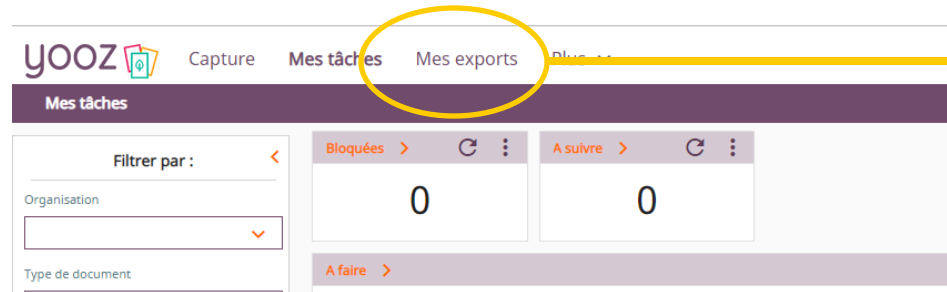 yooz Capture Mes tâches Mes exports Plus
Mes tâches
Filtrer par :
Bloquées
A suivre
Organisation
0
0
Type de document
A faire